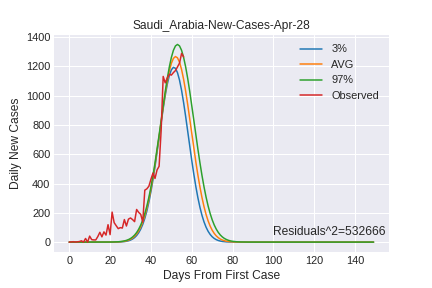 Saudi_Arabia-New-Cases-Apr-28
1400
1200
1000
800
600
400
200
0
Daily New Cases
3%
AVG
97%
Observed
Residuals^2=532666
0 20 40 60 80 100 120 140
Days From First Case